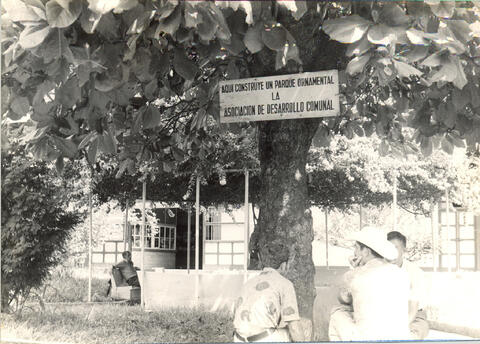 AQUI CONSTRUYE UN PARQUE ORNAMENTAL
LA
ASOCIACION DE DESARROLLO COMUNAL